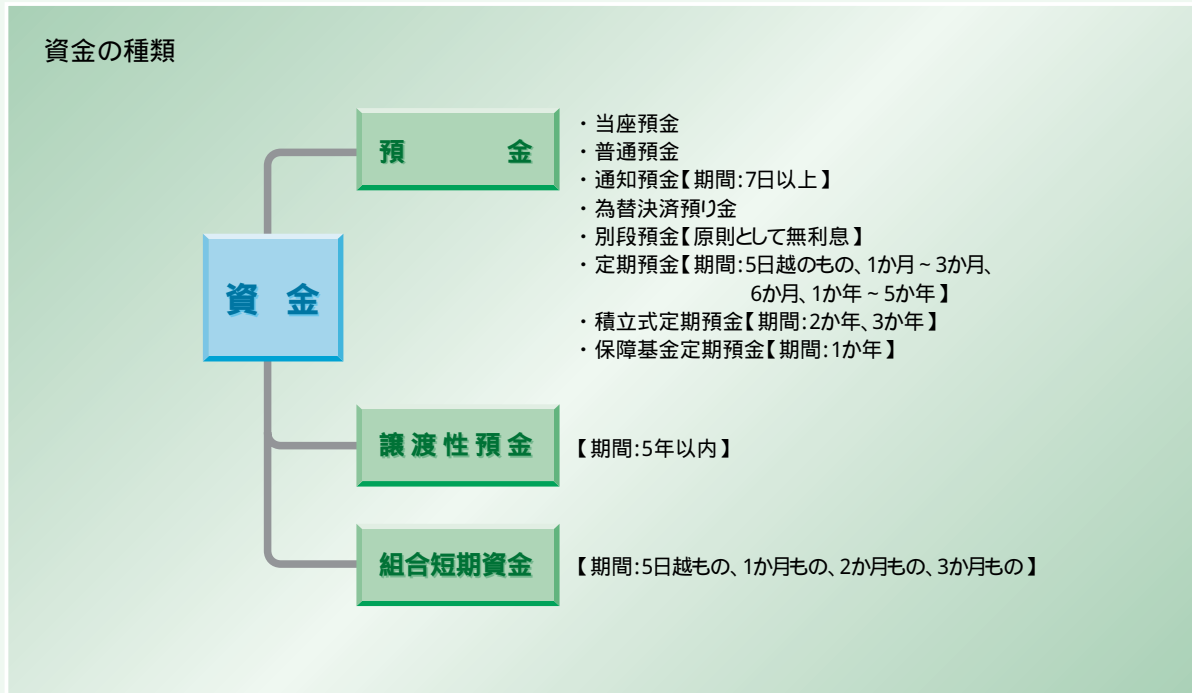 資金の種類
資 金
預 金
・当座預金
・普通預金
・通知預金【期間:7日以上】
・為替決済預り金
・別段預金【原則として無利息】
・定期預金【期間:5日越のもの、1か月~3か月、
6か月、1か年~5か年】
・積立式定期預金【期間:2か年、3か年】
・保障基金定期預金【期間:1か年】
譲渡性預金
【期間:5年以内】
組合短期資金
【期間:5日越もの、1か月もの、2か月もの、3か月もの】